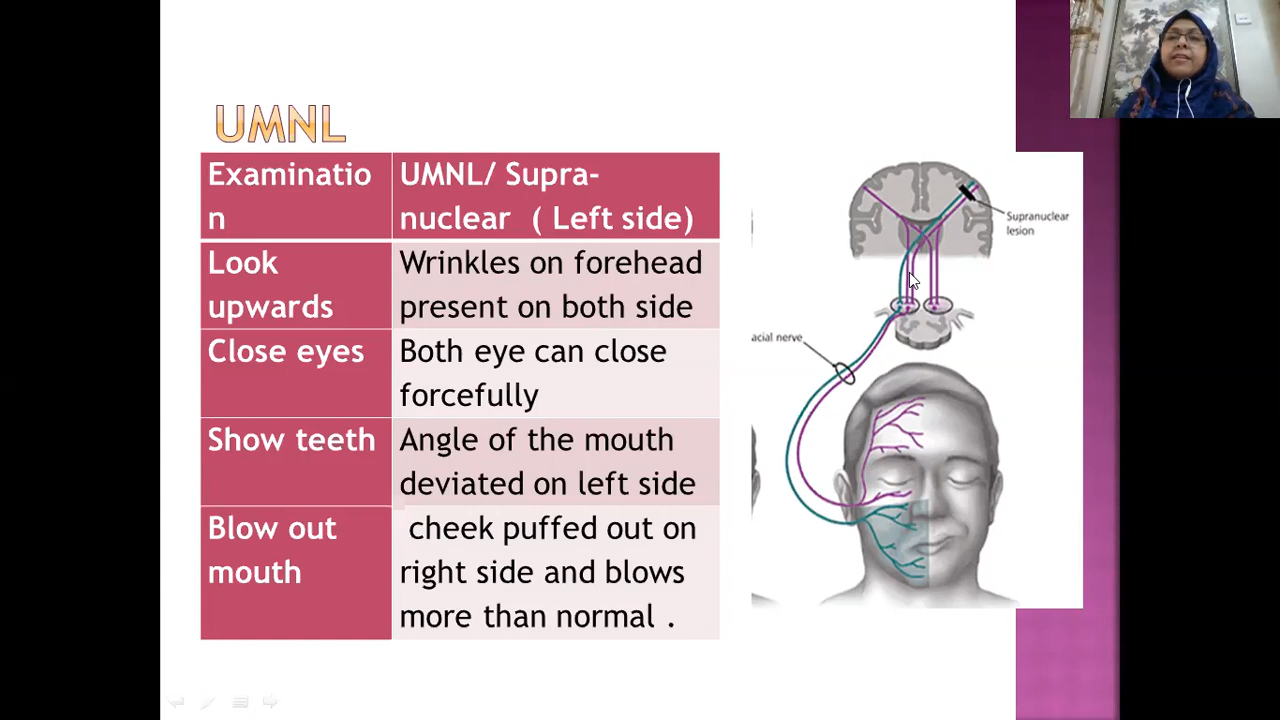 UMNL
Examinatio
n
UMNL/ Supra-
nuclear ( Left side)
Look
upwards
Wrinkles on forehead
present on both side
Close eyes
Both eye can close
forcefully
Show teeth
Angle of the mouth
deviated on left side
Blow out
mouth
cheek puffed out on
right side and blows
more than normal .
Supranuclear
lesion
acial nerve